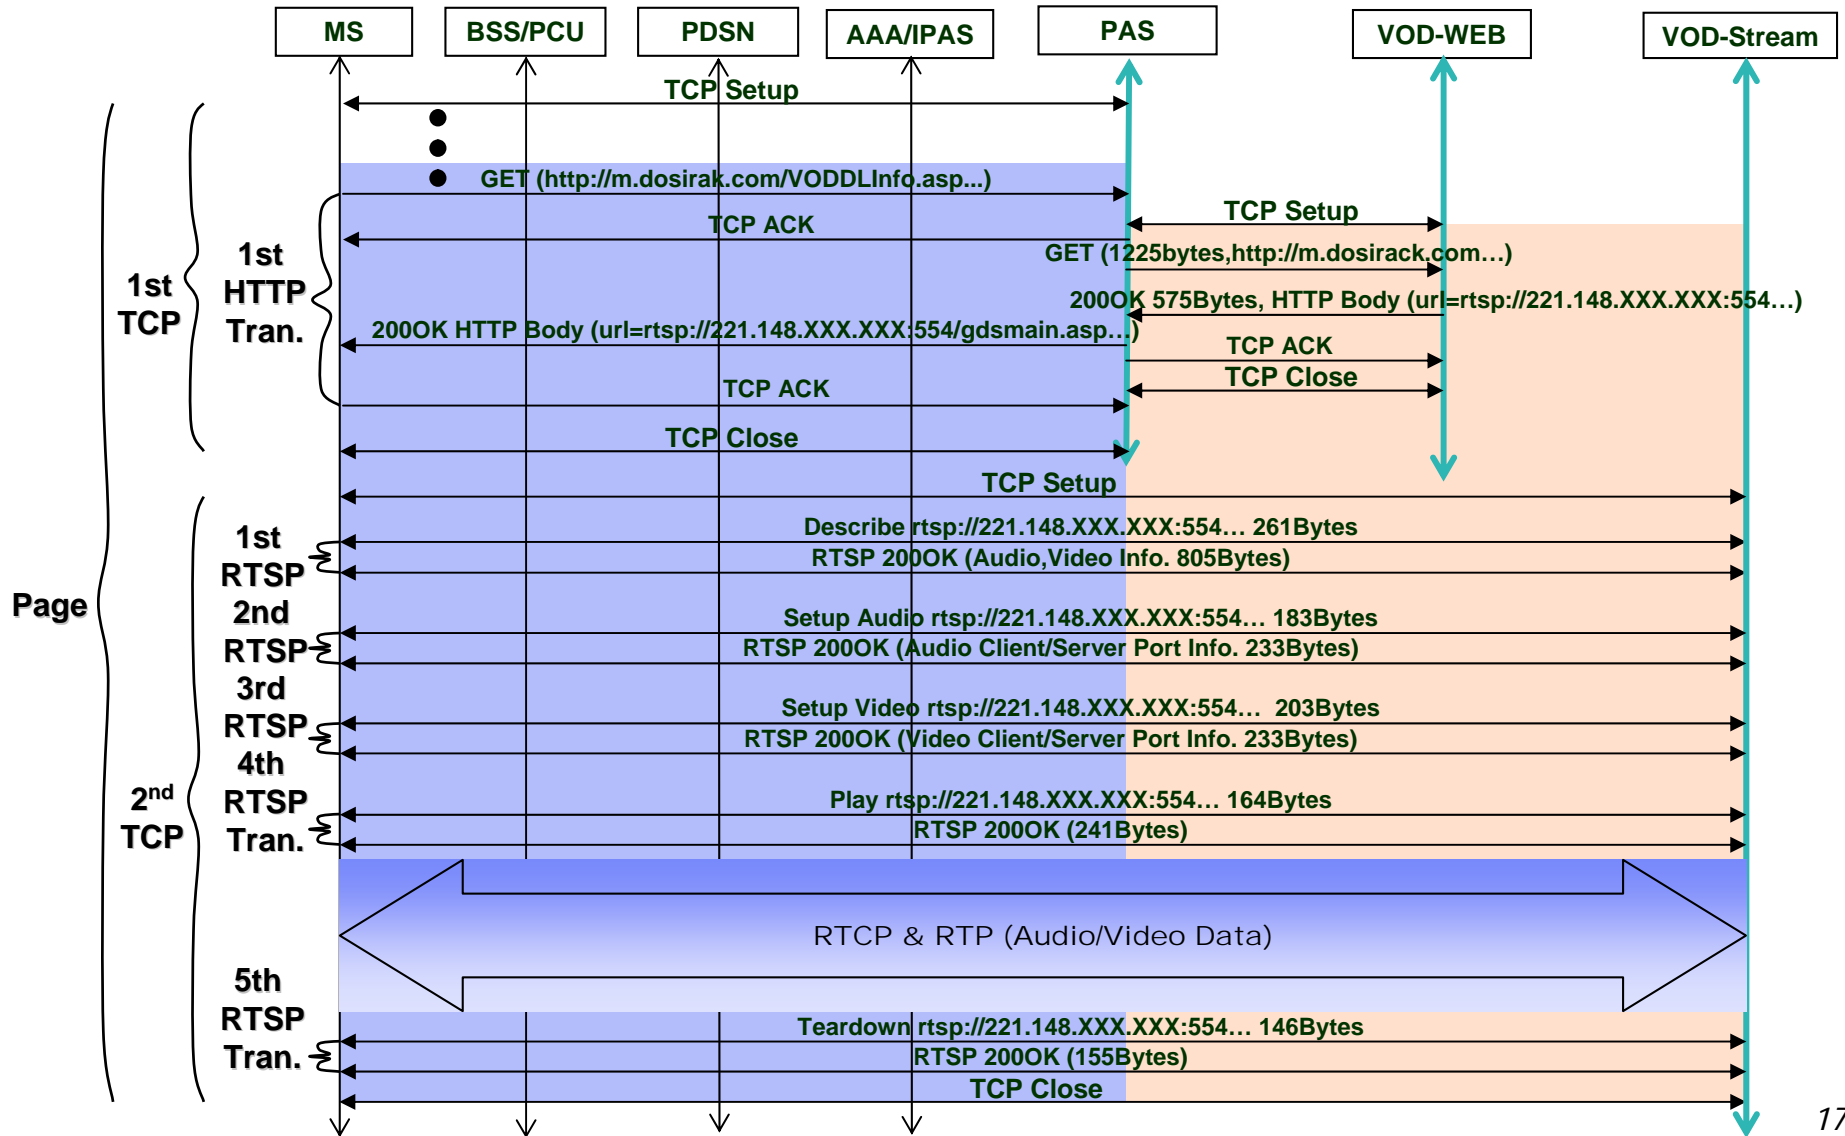 MS
BSS/PCU
PDSN
AAA/IPAS
PAS
VOD-WEB
VOD-Stream
TCP Setup
GET (http://m.dosirak.com/VODDLInfo.asp...)
TCP Setup
TCP ACK
GET (1225bytes,http://m.dosirack.com…)
200OK 575Bytes, HTTP Body (url=rtsp://221.148.XXX.XXX:554…)
200OK HTTP Body (url=rtsp://221.148.XXX.XXX:554/gdsmain.asp…)
TCP ACK
TCP Close
TCP ACK
TCP Close
1st
TCP
1st
HTTP
Tran.
TCP Setup
Describe rtsp://221.148.XXX.XXX:554… 261Bytes
RTSP 200OK (Audio,Video Info. 805Bytes)
1st
RTSP
Page
2nd
RTSP
Setup Audio rtsp://221.148.XXX.XXX:554… 183Bytes
RTSP 200OK (Audio Client/Server Port Info. 233Bytes)
3rd
RTSP
Setup Video rtsp://221.148.XXX.XXX:554… 203Bytes
RTSP 200OK (Video Client/Server Port Info. 233Bytes)
4th
RTSP
Tran.
2nd
TCP
Play rtsp://221.148.XXX.XXX:554… 164Bytes
RTSP 200OK (241Bytes)
RTCP & RTP (Audio/Video Data)
5th
RTSP
Tran.
Teardown rtsp://221.148.XXX.XXX:554… 146Bytes
RTSP 200OK (155Bytes)
TCP Close
17